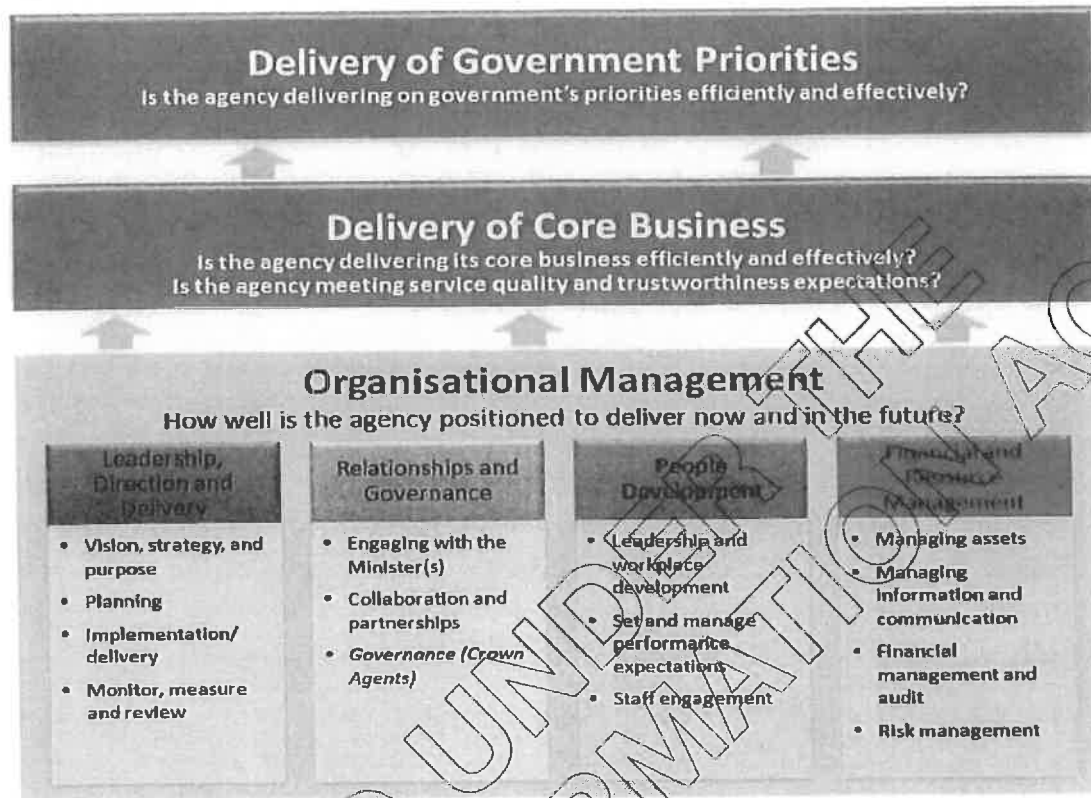 Delivery of Government Priorities
Is the agency delivering on government's priorities efficiently and effectively?
Delivery of Core Business
Is the agency delivering its core business efficiently and effectively?
Is the agency meeting service quality and trustworthiness expectations?
Organisational Management
How well is the agency positioned to deliver now and in the future?
Leadership,
Direction and
Delivery
• Vision, strategy, and
purpose
• Planning
• Implementation/
delivery
• Monitor, measure
and review
Relationships and
Governance
• Engaging with the
Minister(s)
• Collaboration and
partnerships
• Governance (Crown
Agents)
People
Development
• Leadership and
workplace
development
• Set and manage
performance
expectations
• Staff engagement
Financial and
Resource
Management
• Managing assets
• Managing
information and
communication
• Financial
management and
audit
• Risk management
UNDER THE